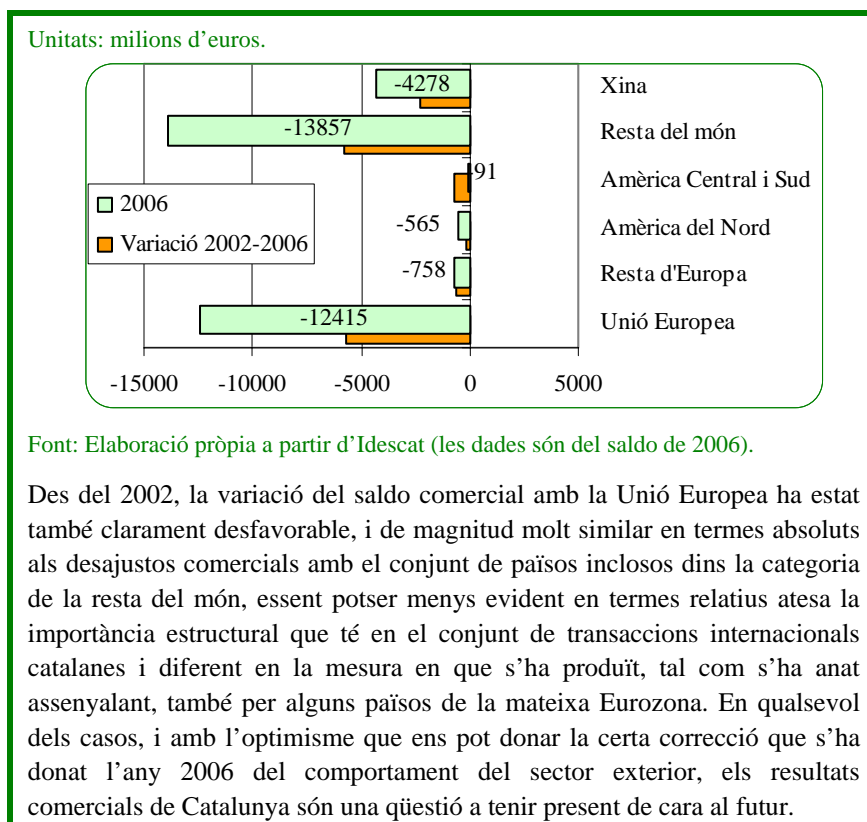 Unitats: milions d’euros.
-4278
Xina
-13857
Resta del món
-91
Amèrica Central i Sud
2006
-565
Amèrica del Nord
Variació 2002-2006
-758
Resta d'Europa
-12415
Unió Europea
-15000 -10000 -5000 0 5000
Font: Elaboració pròpia a partir d’Idescat (les dades són del saldo de 2006).
Des del 2002, la variació del saldo comercial amb la Unió Europea ha estat
també clarament desfavorable, i de magnitud molt similar en termes absoluts
als desajustos comercials amb el conjunt de països inclosos dins la categoria
de la resta del món, essent potser menys evident en termes relatius atesa la
importància estructural que té en el conjunt de transaccions internacionals
catalanes i diferent en la mesura en que s’ha produït, tal com s’ha anat
assenyalant, també per alguns països de la mateixa Eurozona. En qualsevol
dels casos, i amb l’optimisme que ens pot donar la certa correcció que s’ha
donat l’any 2006 del comportament del sector exterior, els resultats
comercials de Catalunya són una qüestió a tenir present de cara al futur.